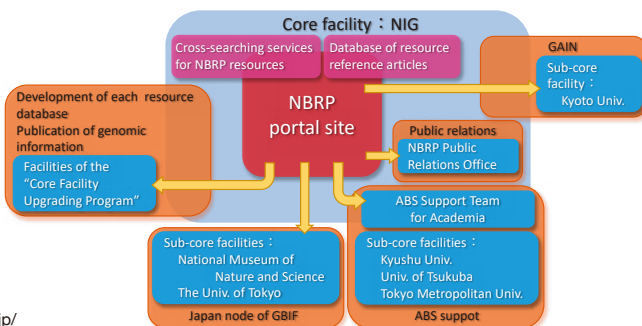 Core facility：NIG
Cross-searching services
for NBRP resources
Database of resource
reference articles
NBRP
portal site
GAIN
Sub-core
facility：
Kyoto Univ.
Development of each resource
database
Publication of genomic
information
Facilities of the
“Core Facility
Upgrading Program”
Public relations
NBRP Public
Relations Office
ABS Support Team
for Academia
Sub-core facilities：
Kyushu Univ.
Univ. of Tsukuba
Tokyo Metropolitan Univ.
ABS suppot
Sub-core facilities：
National Museum of
Nature and Science
The Univ. of Tokyo
Japan node of GBIF
jp/